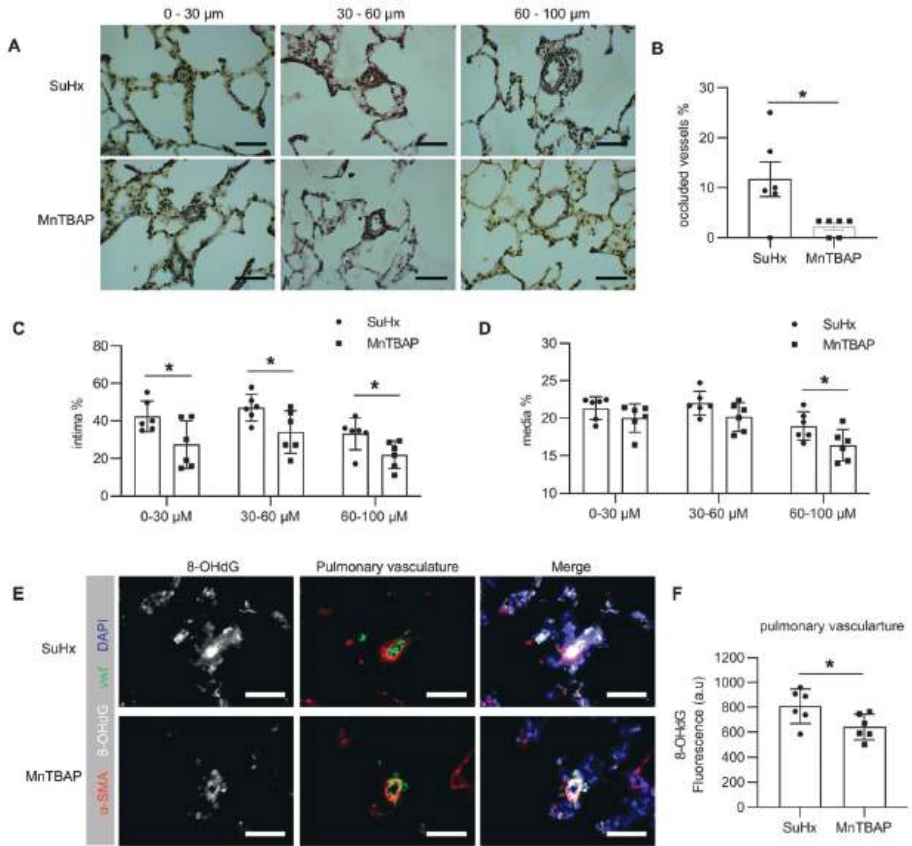 0 - 30 µm 30 - 60 µm 60 - 100 µm
A
SuHx
MnTBAP
B
occluded vessels %
30
20
10
0
*
SuHx MnTBAP
C
SuHx
MnTBAP
intima %
80
60
40
20
0
* * *
0-30 µM 30-60 µM 60-100 µM
D
SuHx
MnTBAP
media %
25
20
15
10
*
0-30 µM 30-60 µM 60-100 µM
E
8-OHdG Pulmonary vasculature Merge
α-SMA 8-OHdG vwf DAPI
SuHx
MnTBAP
F
pulmonary vascularture
8-OHdG
Fluorescence (a.u)
1200
1000
800
600
400
200
0
*
SuHx MnTBAP